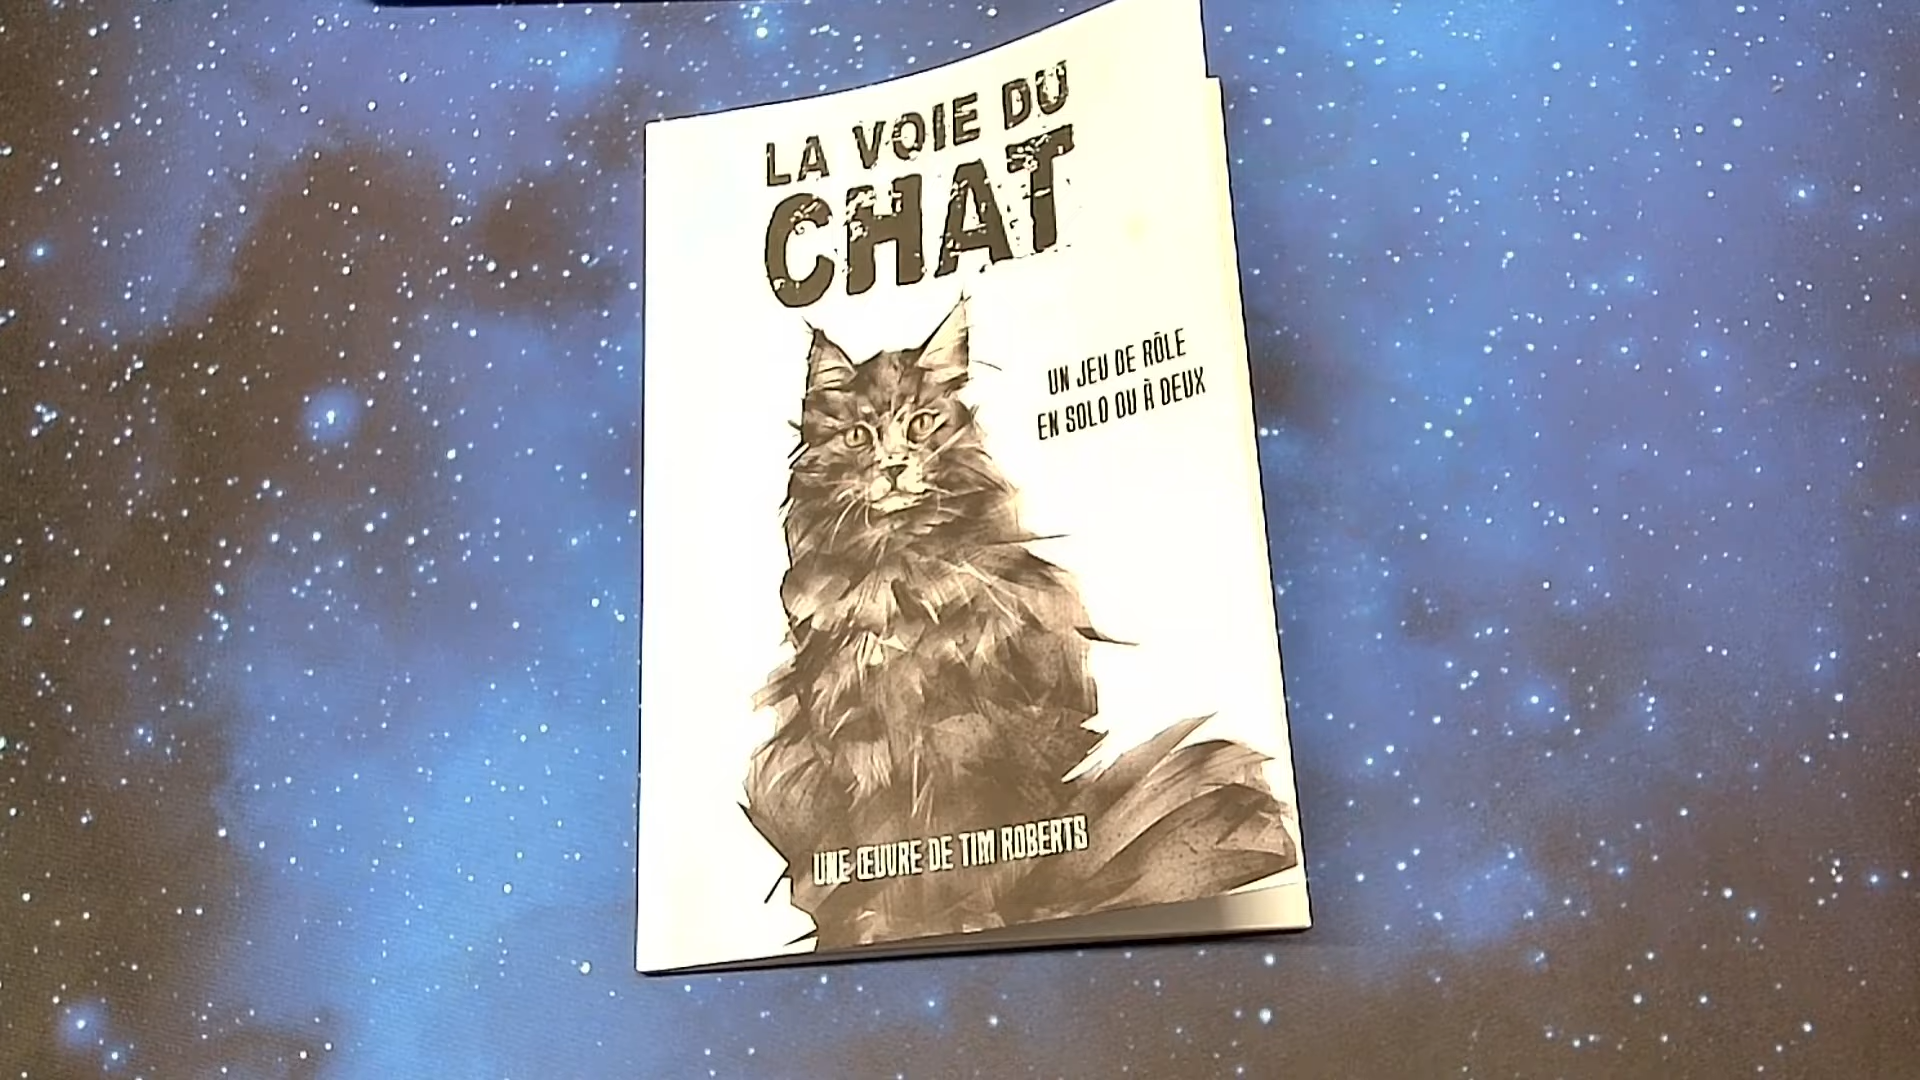 LA VOIE DU
CHAT
UN JEU DE RÔLE
EN SOLO OU À DEUX
UNE ŒUVRE DE TIM ROBERTS